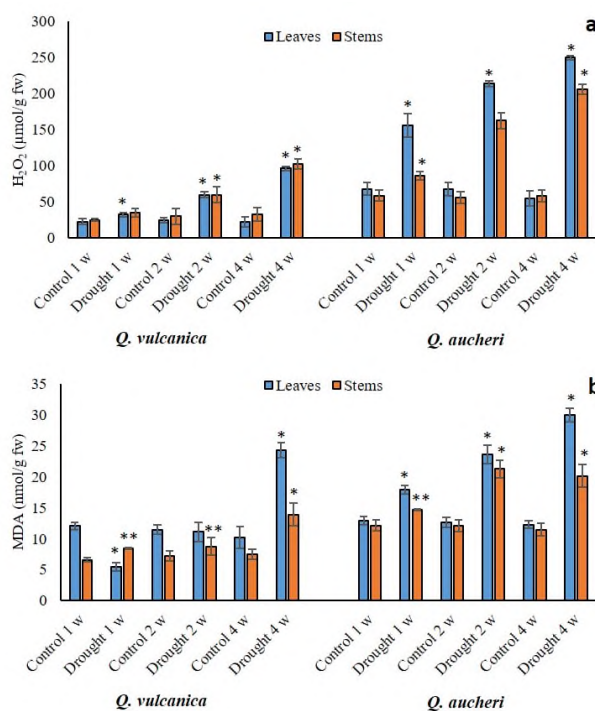 a
Leaves Stems
H₂O₂ (μmol/g fw)
300
250
200
150
100
50
0
* * * * * * * * * *
Control 1 w Drought 1 w Control 2 w Drought 2 w Control 4 w Drought 4 w Control 1 w Drought 1 w Control 2 w Drought 2 w Control 4 w Drought 4 w
Q. vulcanica Q. aucheri
b
Leaves Stems
MDA (nmol/g fw)
35
30
25
20
15
10
5
0
* ** ** * * * ** * * * *
Control 1 w Drought 1 w Control 2 w Drought 2 w Control 4 w Drought 4 w Control 1 w Drought 1 w Control 2 w Drought 2 w Control 4 w Drought 4 w
Q. vulcanica Q. aucheri